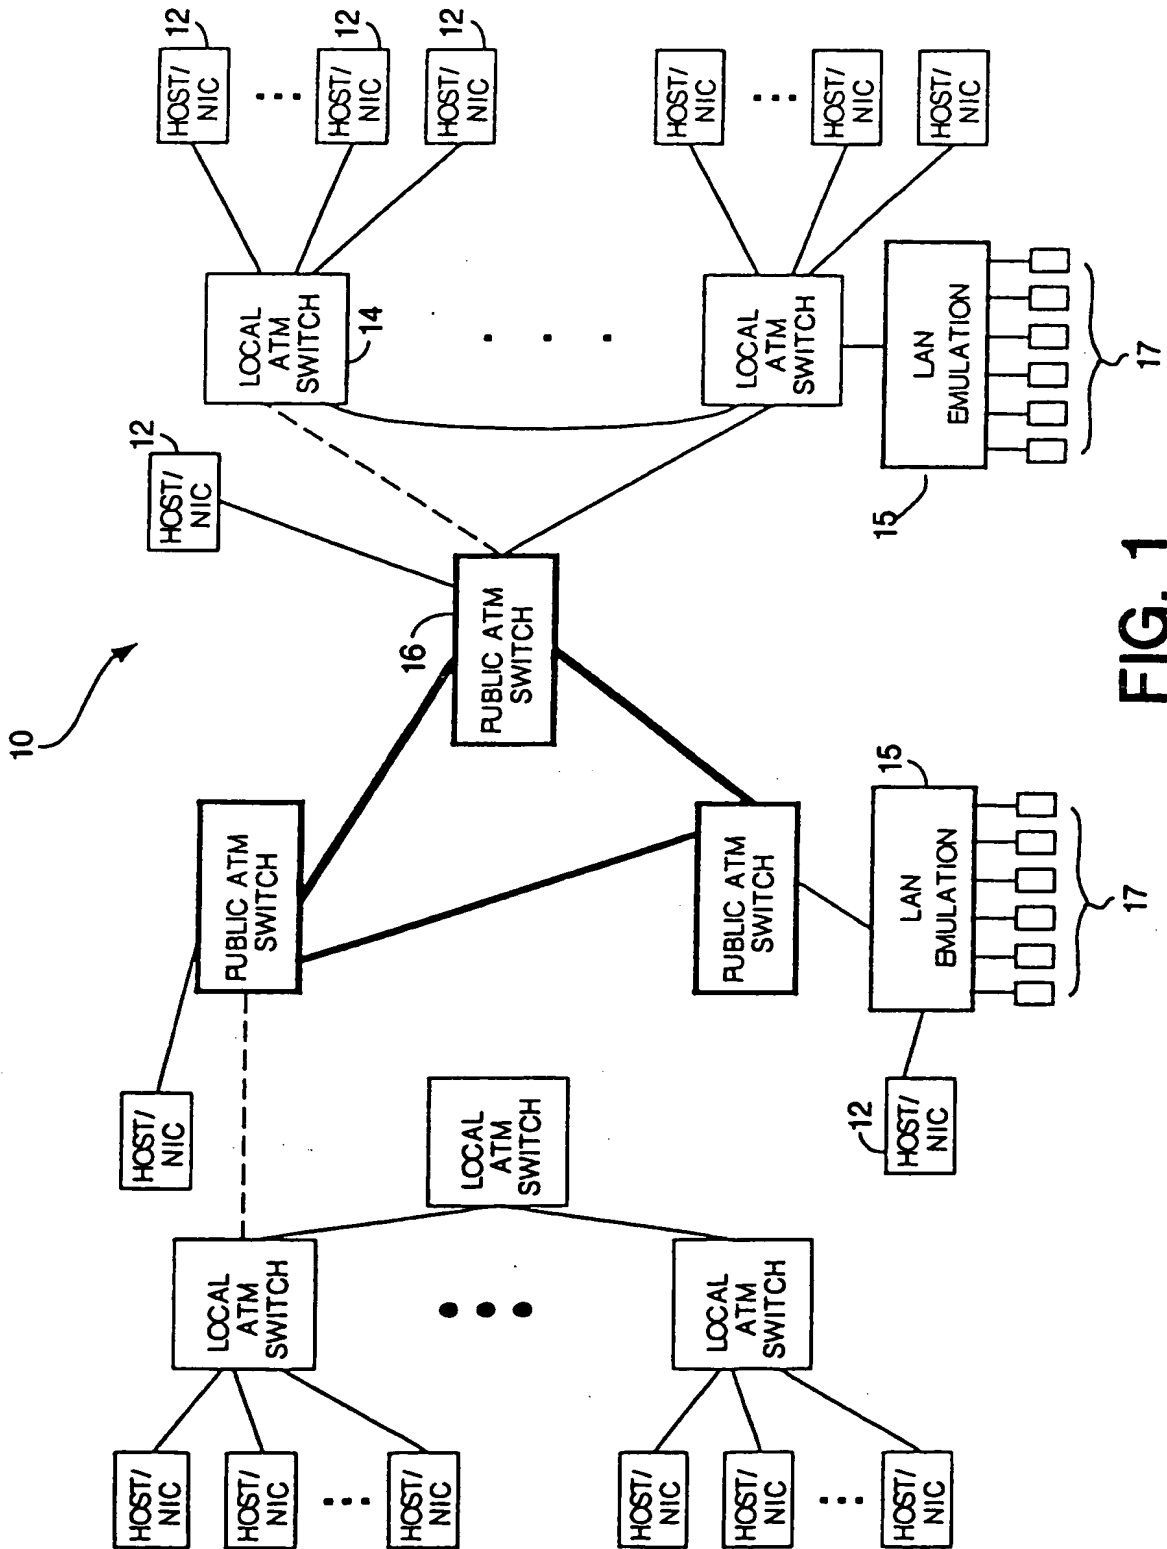 10
HOST/
NIC
LOCAL
ATM
SWITCH
HOST/
NIC
PUBLIC ATM
SWITCH
12
HOST/
NIC
LOCAL
ATM
SWITCH
14
12
HOST/
NIC
HOST/
NIC
12
HOST/
NIC
HOST/
NIC
12
HOST/
NIC
LOCAL
ATM
SWITCH
16
PUBLIC ATM
SWITCH
HOST/
NIC
LOCAL
ATM
SWITCH
PUBLIC ATM
SWITCH
LOCAL
ATM
SWITCH
HOST/
NIC
HOST/
NIC
HOST/
NIC
HOST/
NIC
12
HOST/
NIC
15
LAN
EMULATION
15
LAN
EMULATION
HOST/
NIC
17
17
FIG. 1